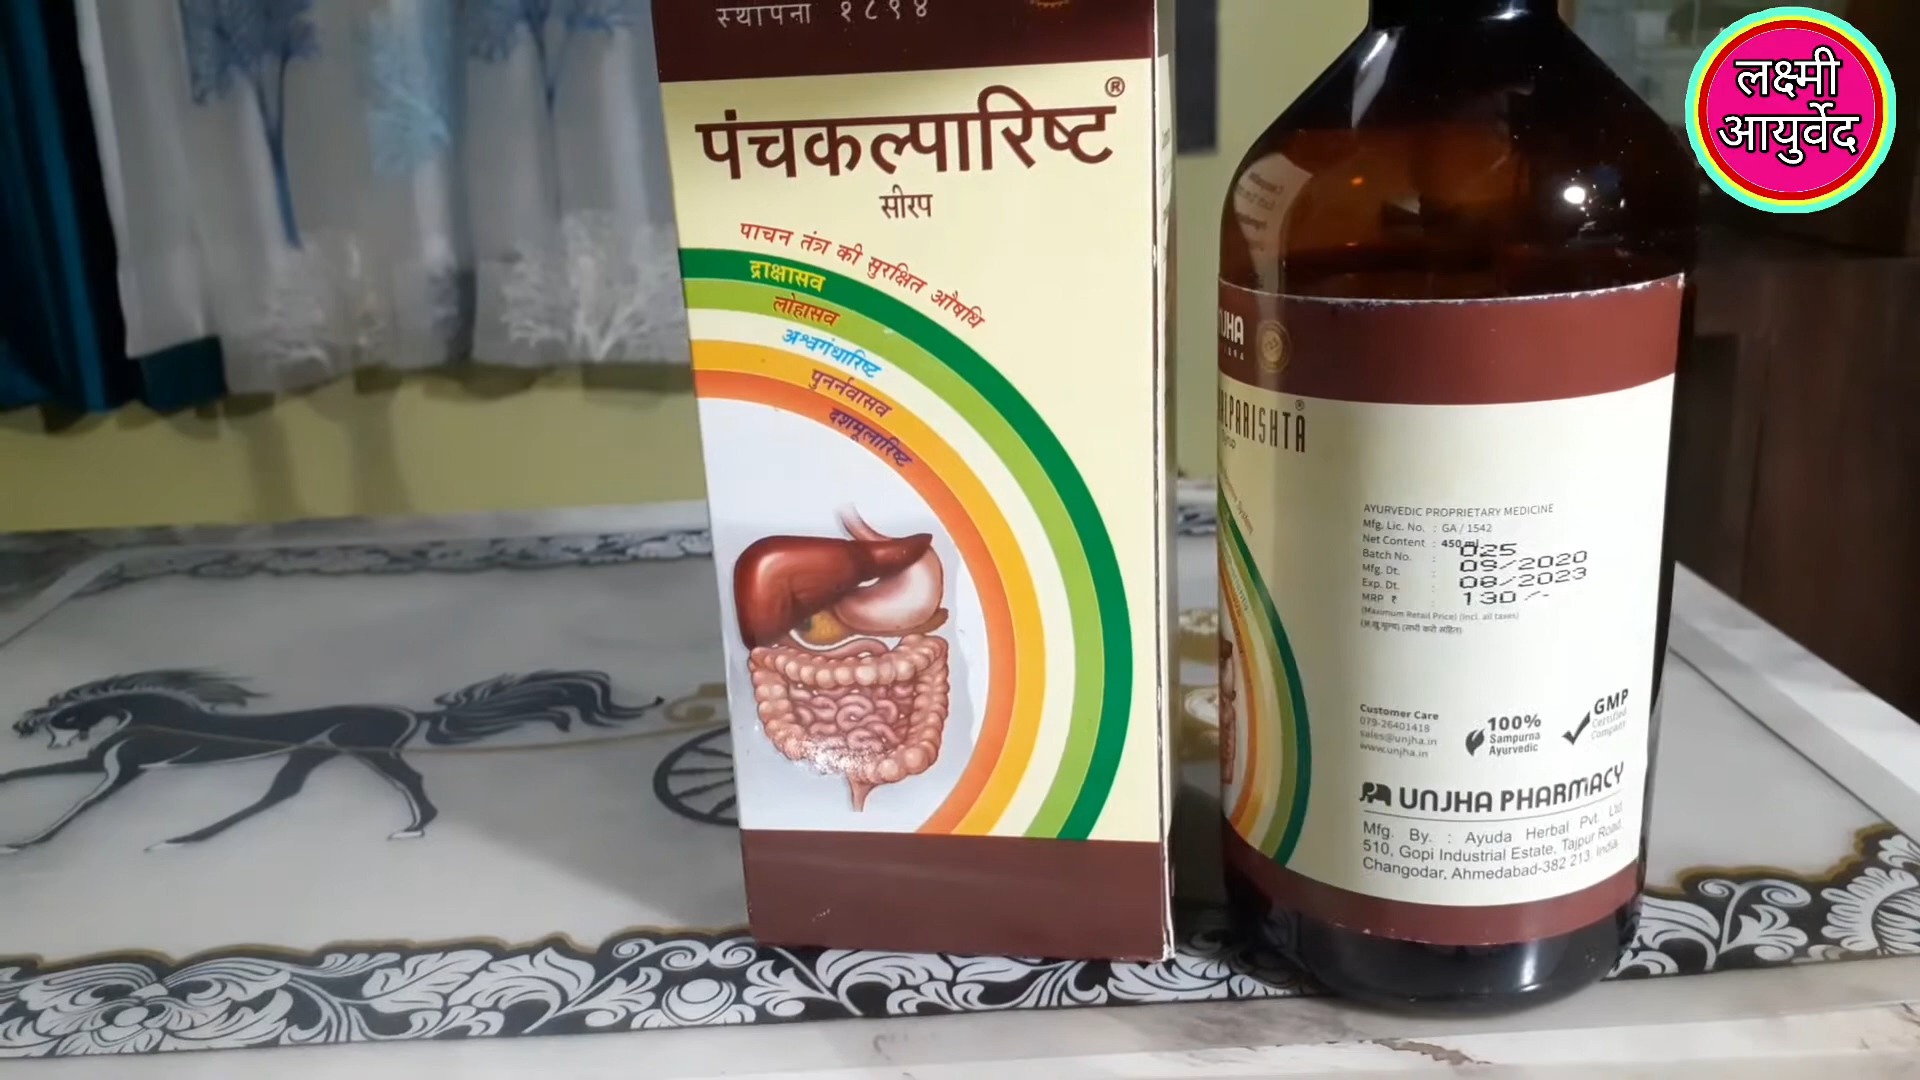 स्थापना १८९४
पंचकल्पारिष्ट®
सीरप
पाचन तंत्र की सुरक्षित औषधि
द्राक्षासव
लोहासव
अश्वगंधारिष्ट
पुनर्नवासव
दशमूलारिष्ट
लक्ष्मी
आयुर्वेद
AYURVEDIC PROPRIETARY MEDICINE
Mfg. Lic. No. : GA / 1542
Net Content : 450 ml
Batch No. : 025
Mfg. Dt. : 09/2020
Exp. Dt. : 08/2023
MRP ₹ : 130/-
(Maximum Retail Price) (incl. all taxes)
Customer Care
079-26401418
sales@unjha.in
www.unjha.in
100%
Sampurna
Ayurvedic
GMP
Certified
Company
UNJHA PHARMACY
Mfg. By. : Ayuda Herbal Pvt. Ltd.
510, Gopi Industrial Estate, Tajpur Road,
Changodar, Ahmedabad-382 213. India.